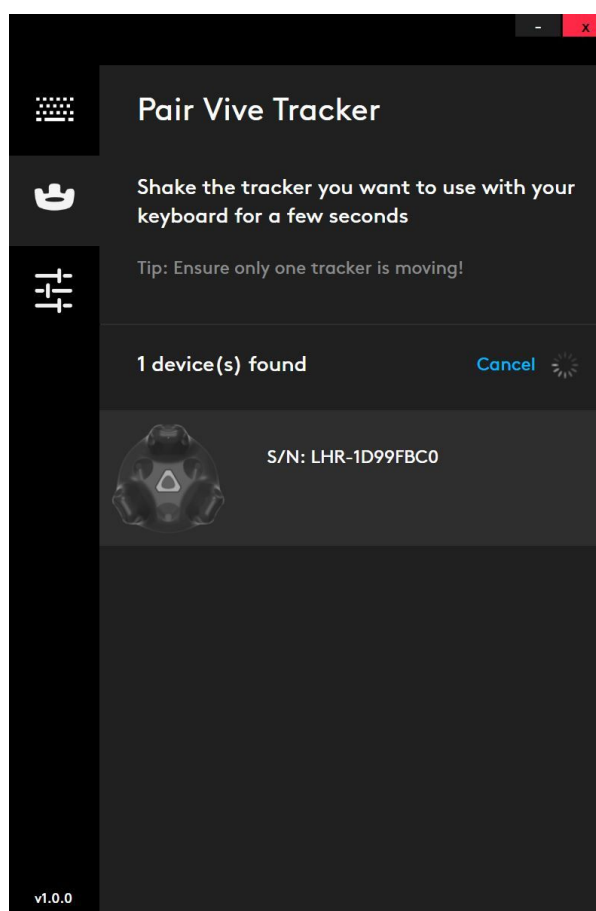 - x
Pair Vive Tracker
Shake the tracker you want to use with your
keyboard for a few seconds
Tip: Ensure only one tracker is moving!
1 device(s) found Cancel
S/N: LHR-1D99FBC0
v1.0.0